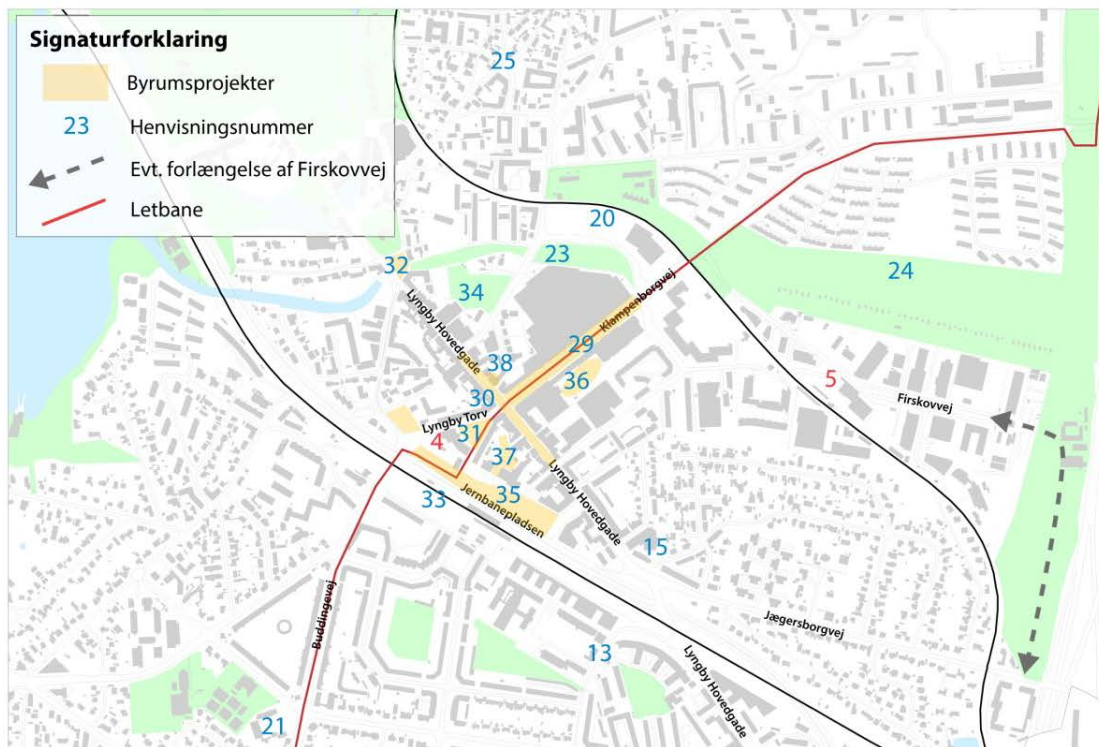 Signaturforklaring
Byrumsprojekter
23 Henvisningsnummer
Evt. forlængelse af Firskovvej
Letbane
25
20
23
24
32
34
Lyngby Hovedgade
Klampenborgvej
29
38
36
5
30
Firskovvej
Lyngby Torv
31
4
37
Lyngby Hovedgade
35
33
Jernbanepladsen
15
Buddingevej
Jægersborgvej
13
Lyngby Hovedgade
21